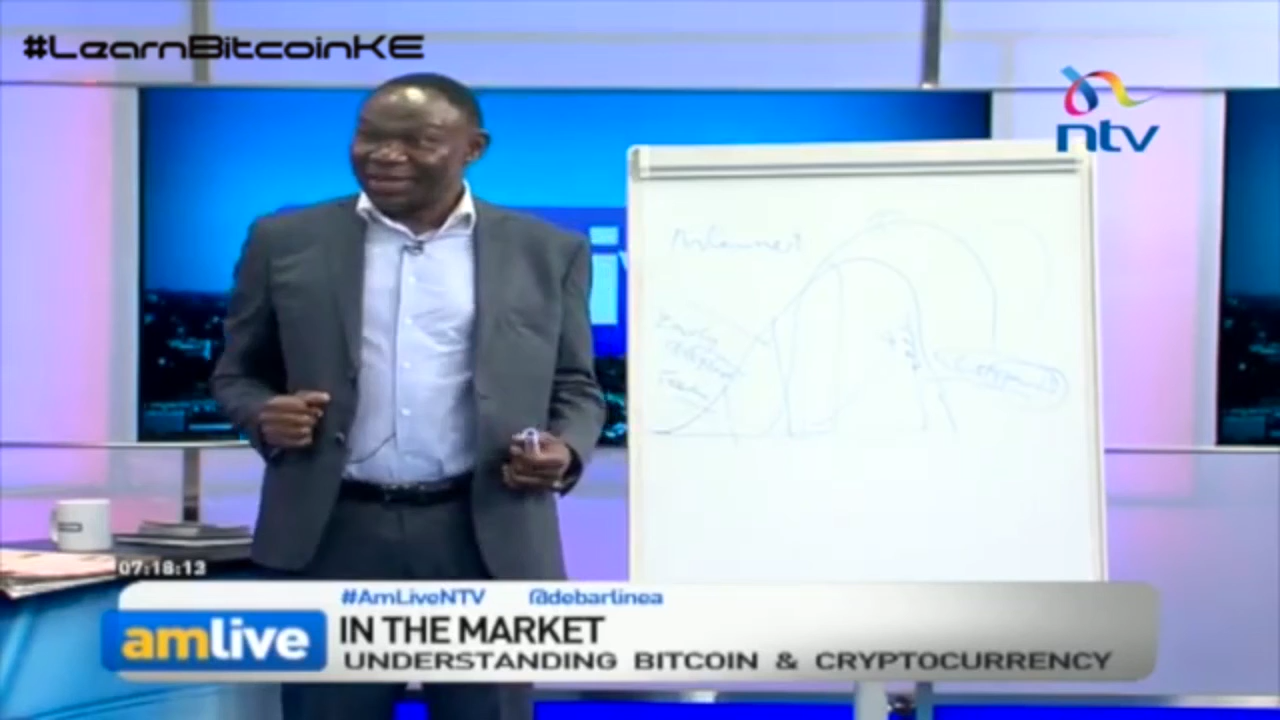 #LearnBitcoinKE
ntv
07:18:13
#AmLiveNTV @debarlinea
amlive
IN THE MARKET
UNDERSTANDING BITCOIN & CRYPTOCURRENCY